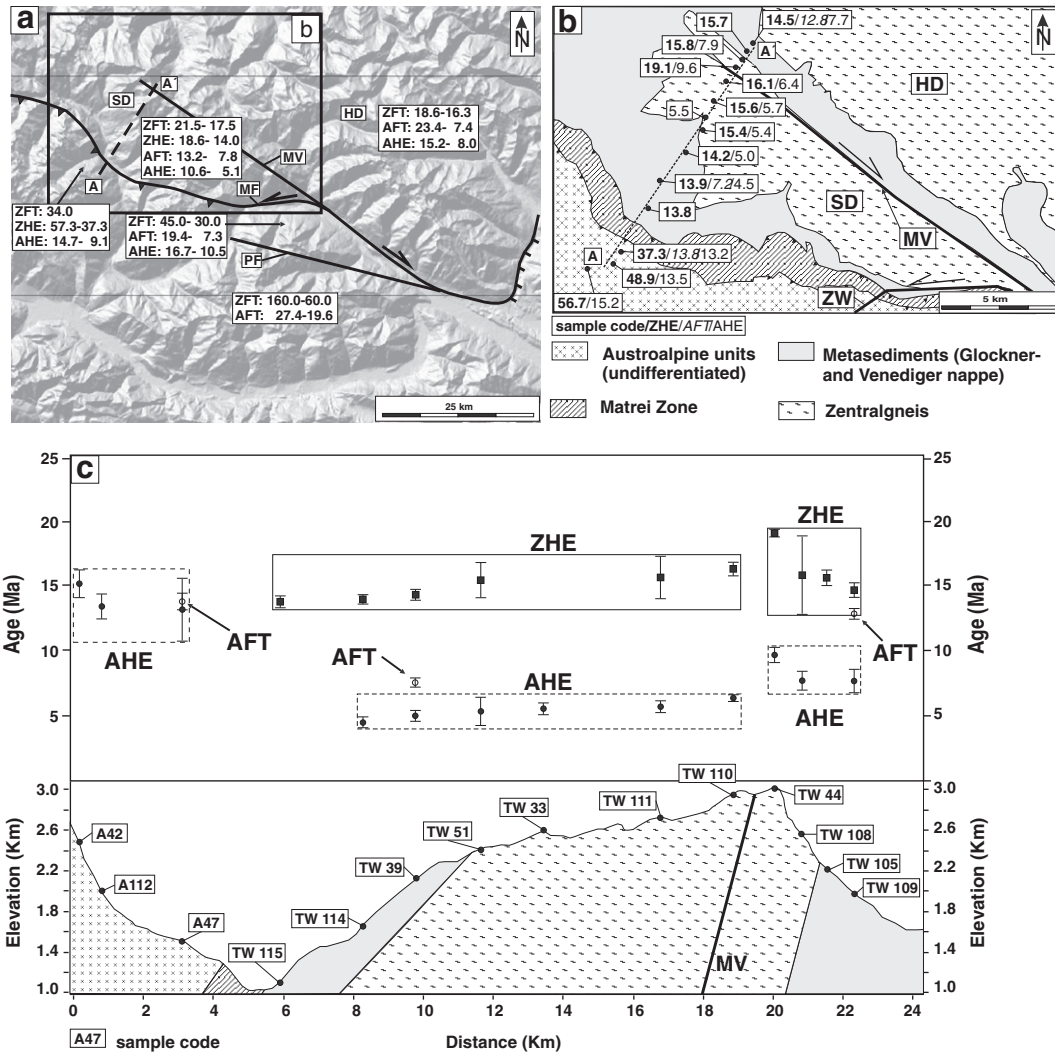 a
b
N
A´
SD
HD
ZFT: 18.6-16.3
AFT: 23.4- 7.4
AHE: 15.2- 8.0
ZFT: 21.5- 17.5
ZHE: 18.6- 14.0
AFT: 13.2- 7.8
AHE: 10.6- 5.1
MV
A
MF
ZFT: 34.0
ZHE: 57.3-37.3
AHE: 14.7- 9.1
ZFT: 45.0- 30.0
AFT: 19.4- 7.3
AHE: 16.7- 10.5
PF
ZFT: 160.0-60.0
AFT: 27.4-19.6
25 km
b
N
15.7
14.5/12.8/7.7
15.8/7.9
A´
19.1/9.6
16.1/6.4
HD
5.5
15.6/5.7
15.4/5.4
14.2/5.0
13.9/7.2/4.5
SD
13.8
MV
A
37.3/13.8/13.2
48.9/13.5
56.7/15.2
ZW
5 km
sample code/ZHE/AFT/AHE
Austroalpine units
(undifferentiated)
Metasediments (Glockner-
and Venediger nappe)
Matrei Zone
Zentralgneis
c
25
20
15
10
5
Age (Ma)
25
20
15
10
5
Age (Ma)
ZHE
ZHE
AFT
AHE
AFT
AHE
AFT
AHE
3.0
2.6
2.2
1.8
1.4
1.0
Elevation (Km)
3.0
2.6
2.2
1.8
1.4
1.0
Elevation (Km)
A42
A112
A47
TW 115
TW 114
TW 39
TW 51
TW 33
TW 111
TW 110
TW 44
TW 108
TW 105
TW 109
MV
0 2 4 6 8 10 12 14 16 18 20 22 24
A47 sample code
Distance (Km)